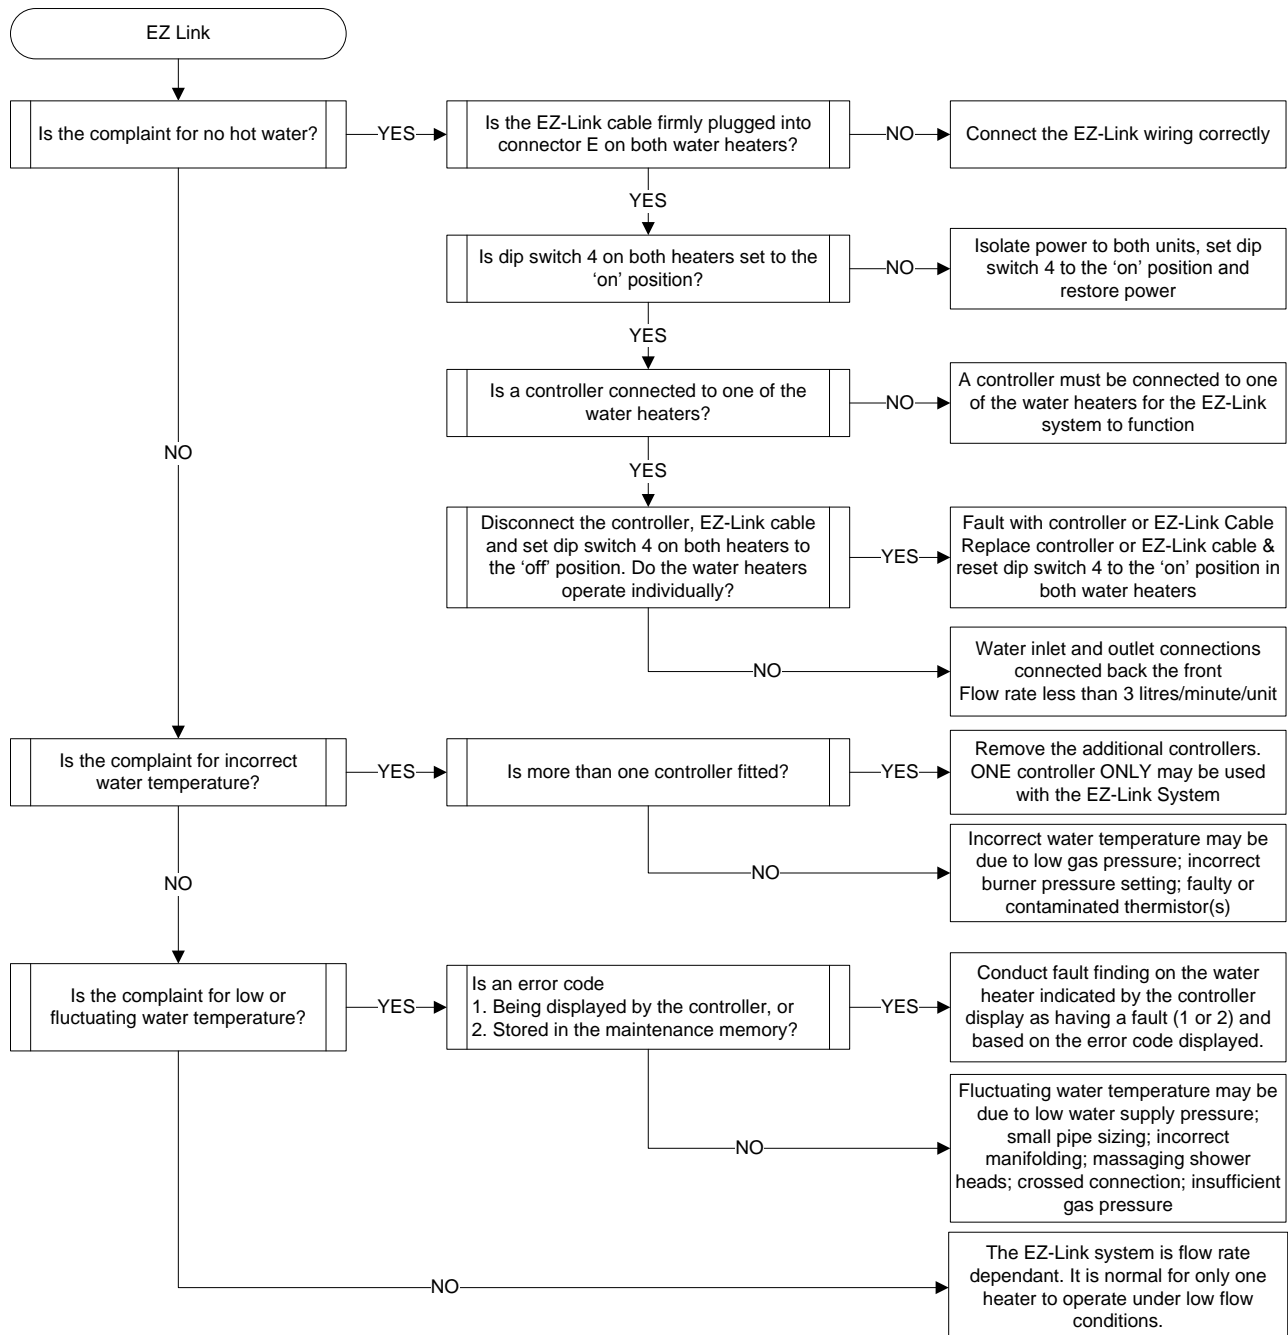 EZ Link
Is the complaint for no hot water?
YES
Is the EZ-Link cable firmly plugged into
connector E on both water heaters?
NO
Connect the EZ-Link wiring correctly
YES
Is dip switch 4 on both heaters set to the
‘on’ position?
NO
Isolate power to both units, set dip
switch 4 to the ‘on’ position and
restore power
YES
Is a controller connected to one of the
water heaters?
NO
A controller must be connected to one
of the water heaters for the EZ-Link
system to function
NO
YES
Disconnect the controller, EZ-Link cable
and set dip switch 4 on both heaters to
the ‘off’ position. Do the water heaters
operate individually?
YES
Fault with controller or EZ-Link Cable
Replace controller or EZ-Link cable &
reset dip switch 4 to the ‘on’ position in
both water heaters
NO
Water inlet and outlet connections
connected back the front
Flow rate less than 3 litres/minute/unit
Is the complaint for incorrect
water temperature?
YES
Is more than one controller fitted?
YES
Remove the additional controllers.
ONE controller ONLY may be used
with the EZ-Link System
NO
Incorrect water temperature may be
due to low gas pressure; incorrect
burner pressure setting; faulty or
contaminated thermistor(s)
NO
Is the complaint for low or
fluctuating water temperature?
YES
Is an error code
1. Being displayed by the controller, or
2. Stored in the maintenance memory?
YES
Conduct fault finding on the water
heater indicated by the controller
display as having a fault (1 or 2) and
based on the error code displayed.
NO
Fluctuating water temperature may be
due to low water supply pressure;
small pipe sizing; incorrect
manifolding; massaging shower
heads; crossed connection; insufficient
gas pressure
NO
The EZ-Link system is flow rate
dependant. It is normal for only one
heater to operate under low flow
conditions.